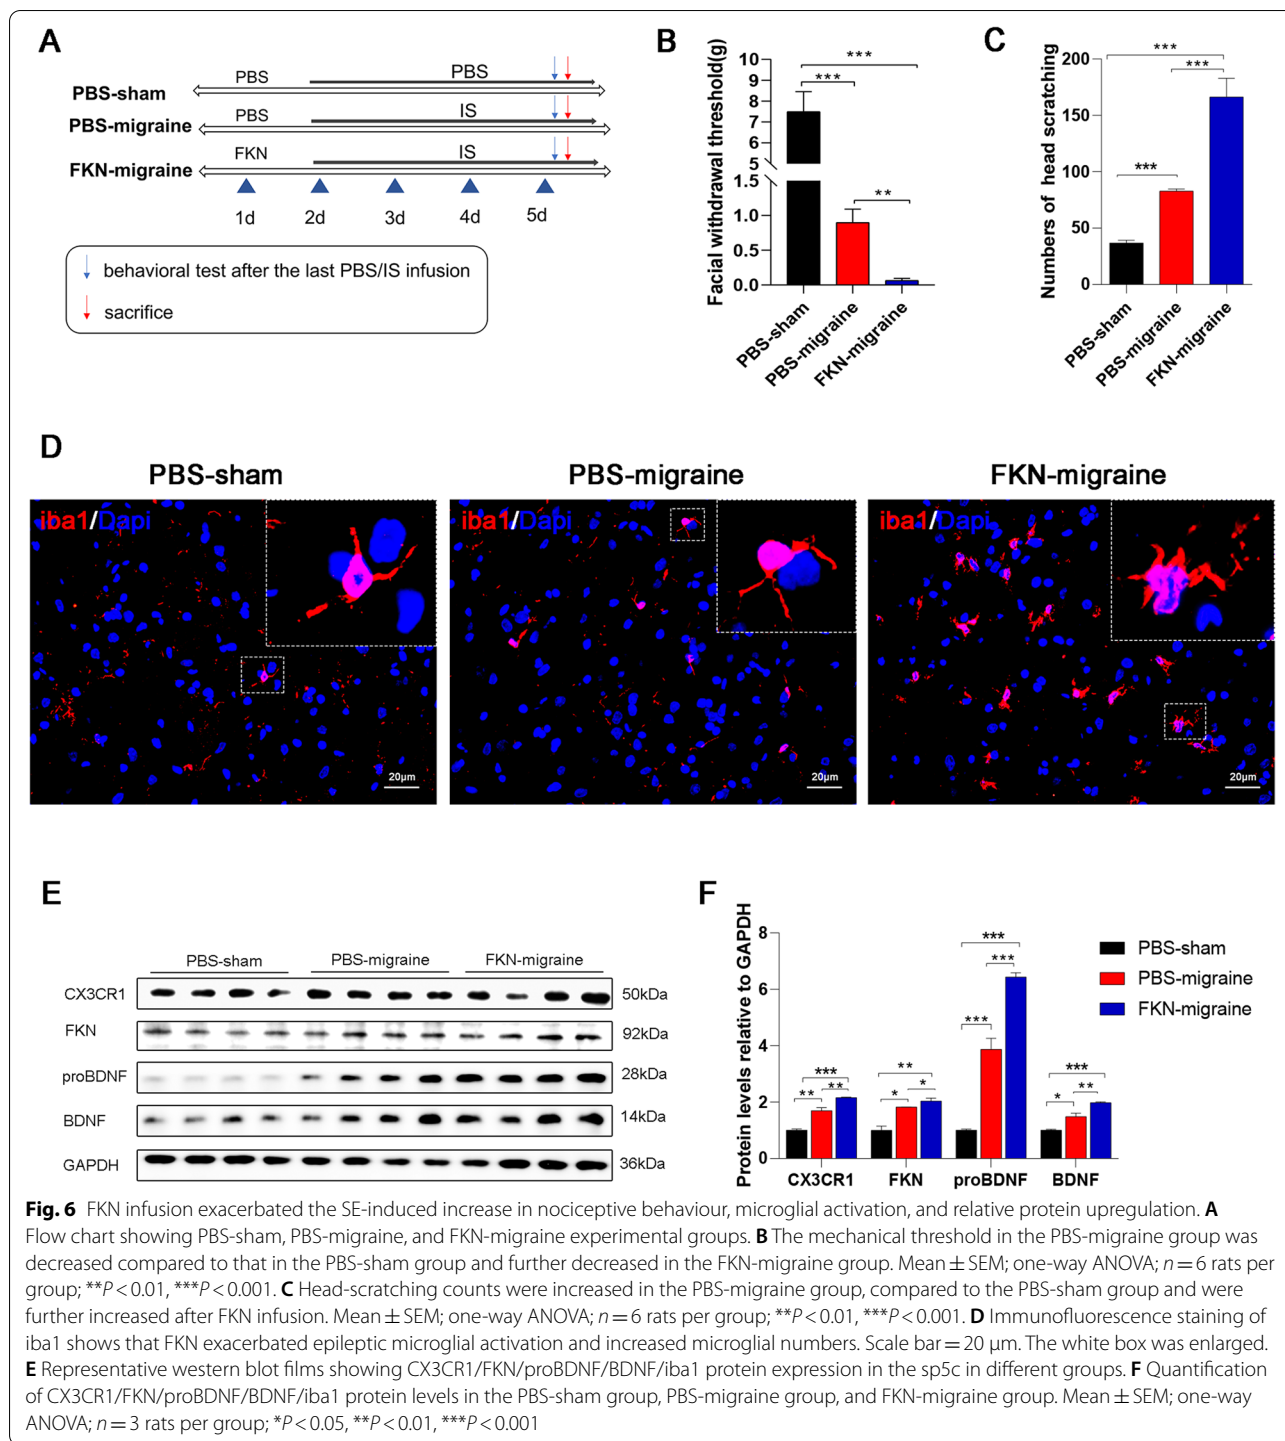 A
PBS
PBS
PBS-sham
PBS
IS
PBS-migraine
FKN
IS
FKN-migraine
1d
2d
3d
4d
5d
behavioral test after the last PBS/IS infusion
sacrifice
B
Facial withdrawal threshold(g)
10
9
8
7
6
5
1.5
1.0
0.5
0.0
***
***
**
PBS-sham
PBS-migraine
FKN-migraine
C
Numbers of head scratching
200
150
100
50
0
***
***
***
PBS-sham
PBS-migraine
FKN-migraine
D
PBS-sham
PBS-migraine
FKN-migraine
iba1/Dapi
iba1/Dapi
iba1/Dapi
20µm
20µm
20µm
E
PBS-sham
PBS-migraine
FKN-migraine
CX3CR1
50kDa
FKN
92kDa
proBDNF
28kDa
BDNF
14kDa
GAPDH
36kDa
F
Protein levels relative to GAPDH
8
6
4
2
0
***
**
**
**
*
*
***
***
***
***
*
**
CX3CR1
FKN
proBDNF
BDNF
PBS-sham
PBS-migraine
FKN-migraine
Fig. 6 FKN infusion exacerbated the SE-induced increase in nociceptive behaviour, microglial activation, and relative protein upregulation. A
Flow chart showing PBS-sham, PBS-migraine, and FKN-migraine experimental groups. B The mechanical threshold in the PBS-migraine group was
decreased compared to that in the PBS-sham group and further decreased in the FKN-migraine group. Mean ± SEM; one-way ANOVA; n = 6 rats per
group; **P < 0.01, ***P < 0.001. C Head-scratching counts were increased in the PBS-migraine group, compared to the PBS-sham group and were
further increased after FKN infusion. Mean ± SEM; one-way ANOVA; n = 6 rats per group; **P < 0.01, ***P < 0.001. D Immunofluorescence staining of
iba1 shows that FKN exacerbated epileptic microglial activation and increased microglial numbers. Scale bar = 20 µm. The white box was enlarged.
E Representative western blot films showing CX3CR1/FKN/proBDNF/BDNF/iba1 protein expression in the sp5c in different groups. F Quantification
of CX3CR1/FKN/proBDNF/BDNF/iba1 protein levels in the PBS-sham group, PBS-migraine group, and FKN-migraine group. Mean ± SEM; one-way
ANOVA; n = 3 rats per group; *P < 0.05, **P < 0.01, ***P < 0.001